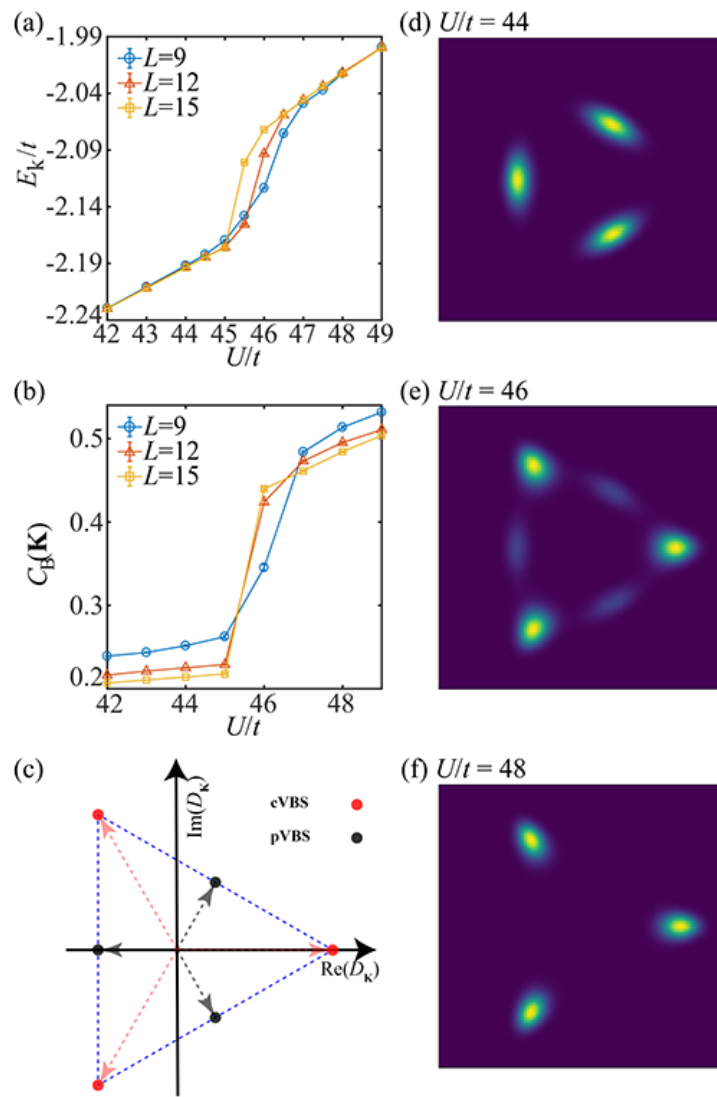 (a)
-1.99
-2.04
-2.09
-2.14
-2.19
-2.24
E_k/t
L=9
L=12
L=15
42 43 44 45 46 47 48 49
U/t
(b)
0.5
0.4
0.3
0.2
C_B(K)
L=9
L=12
L=15
42 44 46 48
U/t
(c)
Im(D_K)
cVBS
pVBS
Re(D_K)
(d) U/t = 44
(e) U/t = 46
(f) U/t = 48